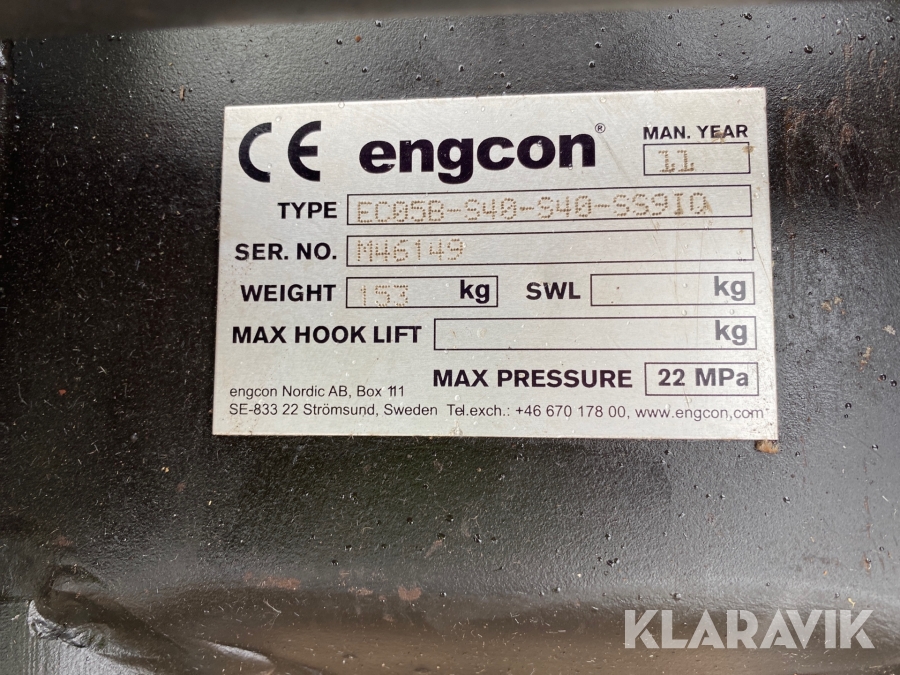 CE engcon® MAN. YEAR
11
TYPE EC05B-S40-S40-SS9IQ
SER. NO. M46149
WEIGHT 153 kg SWL kg
MAX HOOK LIFT kg
MAX PRESSURE 22 MPa
engcon Nordic AB, Box 111
SE-833 22 Strömsund, Sweden Tel.exch.: +46 670 178 00, www.engcon.com
KLARAVIK